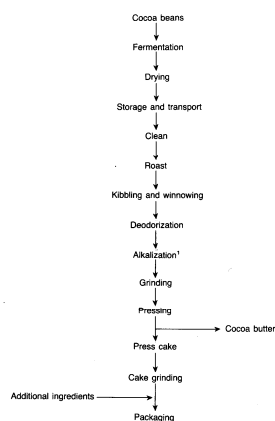 Cocoa beans
Fermentation
Drying
Storage and transport
Clean
Roast
Kibbling and winnowing
Deodorization
Alkalization¹
Grinding
Pressing
Cocoa butter
Press cake
Cake grinding
Additional ingredients
Packaging